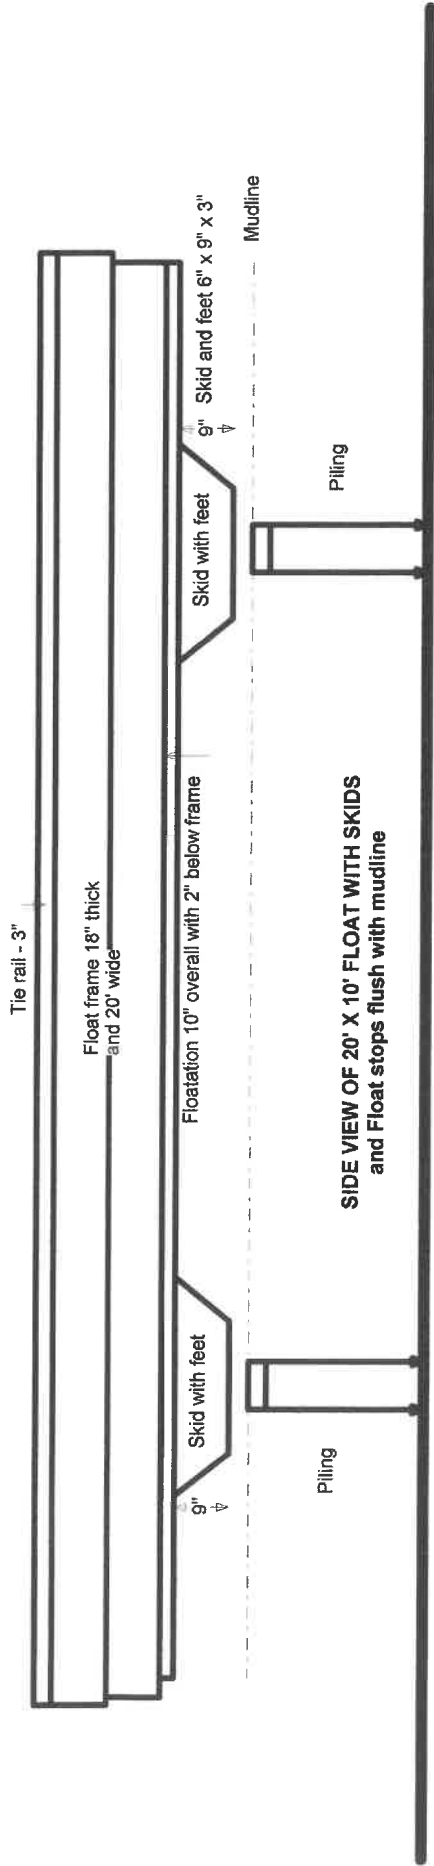 Tie rail - 3"
Float frame 18" thick
and 20' wide
Floatation 10" overall with 2" below frame
9"
Skid with feet
Skid with feet
9"
Skid and feet 6" x 9" x 3"
Mudline
Piling
Piling
SIDE VIEW OF 20' X 10' FLOAT WITH SKIDS
and Float stops flush with mudline